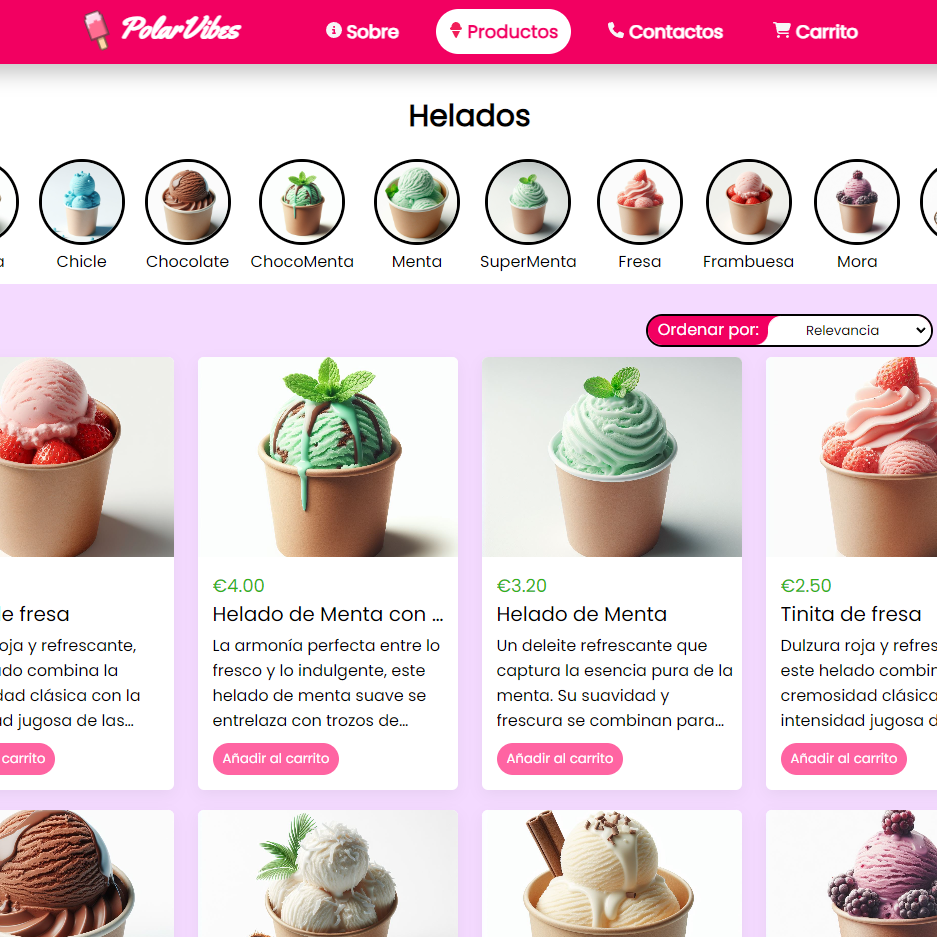 PolarVibes
Sobre
Productos
Contactos
Carrito
Helados
a
Chicle
Chocolate
ChocoMenta
Menta
SuperMenta
Fresa
Frambuesa
Mora
Ordenar por:
Relevancia
e fresa
oja y refrescante,
do combina la
dad clásica con la
d jugosa de las...
carrito
€4.00
Helado de Menta con ...
La armonía perfecta entre lo
fresco y lo indulgente, este
helado de menta suave se
entrelaza con trozos de...
Añadir al carrito
€3.20
Helado de Menta
Un deleite refrescante que
captura la esencia pura de la
menta. Su suavidad y
frescura se combinan para...
Añadir al carrito
€2.50
Tinita de fresa
Dulzura roja y refres
este helado combin
cremosidad clásica
intensidad jugosa d
Añadir al carrito